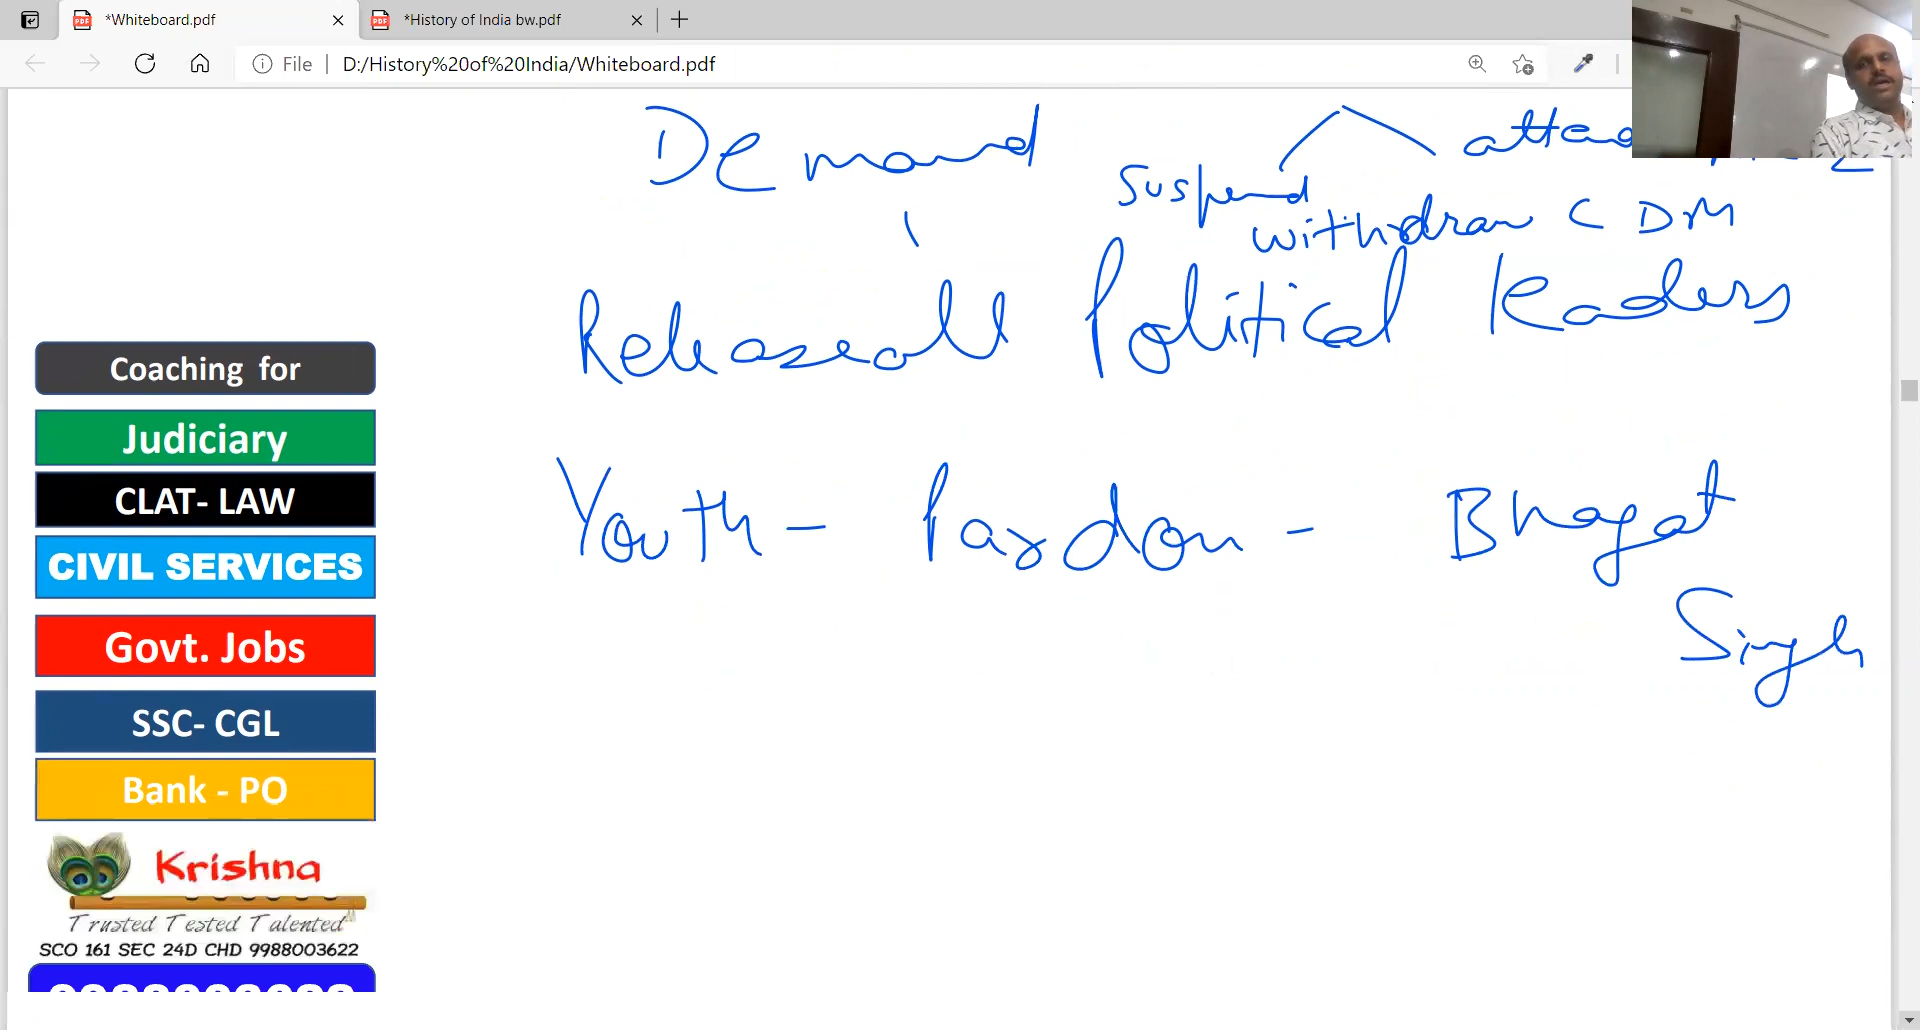 *Whiteboard.pdf
*History of India bw.pdf
File | D:/History%20of%20India/Whiteboard.pdf
Demand
Suspend
withdraw CDM
Release all Political leaders
Youth - Pardon - Bhagat
Singh
Coaching for
Judiciary
CLAT- LAW
CIVIL SERVICES
Govt. Jobs
SSC- CGL
Bank - PO
Krishna
Trusted Tested Talented
SCO 161 SEC 24D CHD 9988003622